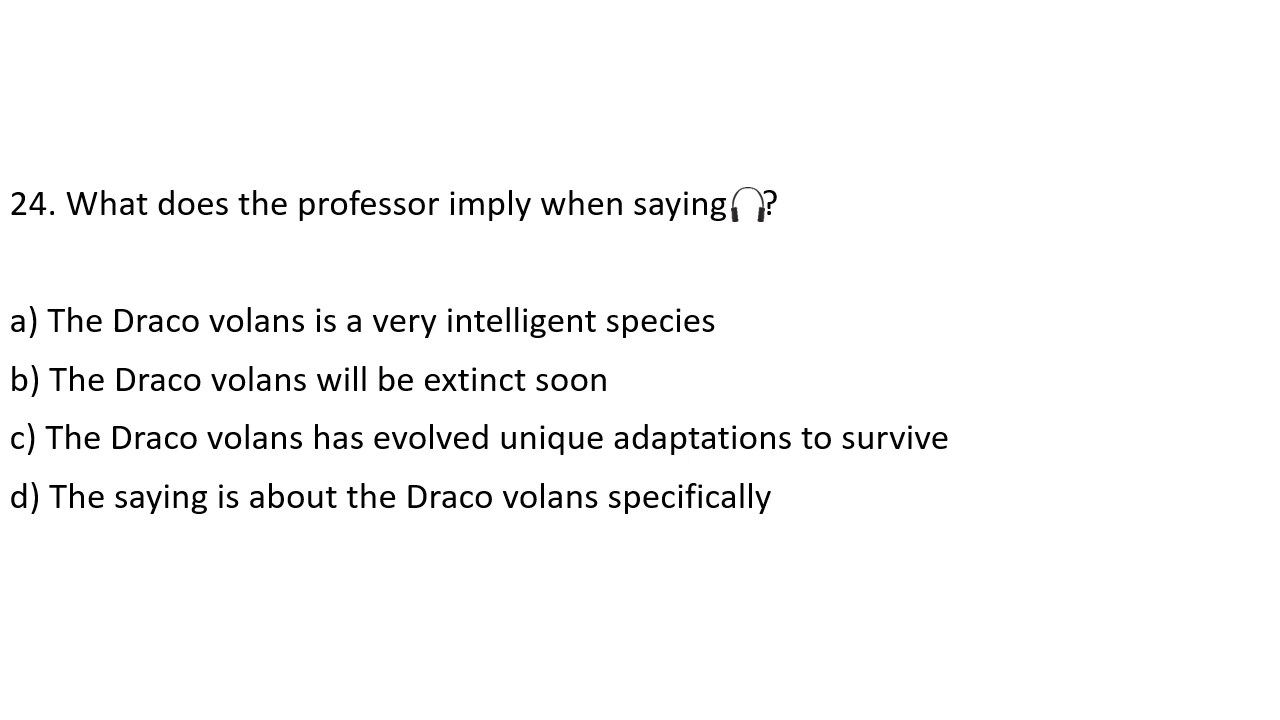 24. What does the professor imply when saying🎧?
a) The Draco volans is a very intelligent species
b) The Draco volans will be extinct soon
c) The Draco volans has evolved unique adaptations to survive
d) The saying is about the Draco volans specifically